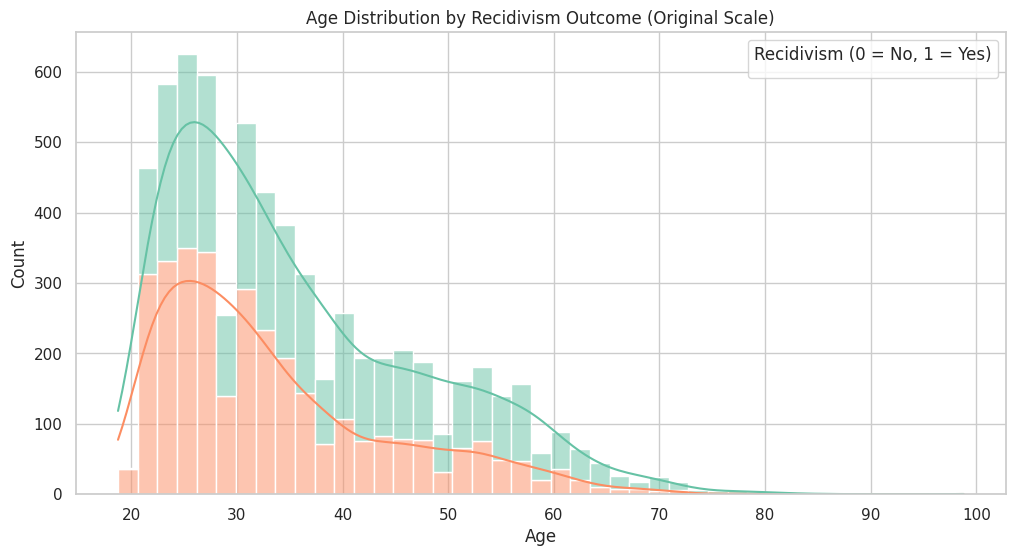 Age Distribution by Recidivism Outcome (Original Scale)
Recidivism (0 = No, 1 = Yes)
600
500
400
300
200
100
0
Count
20 30 40 50 60 70 80 90 100
Age